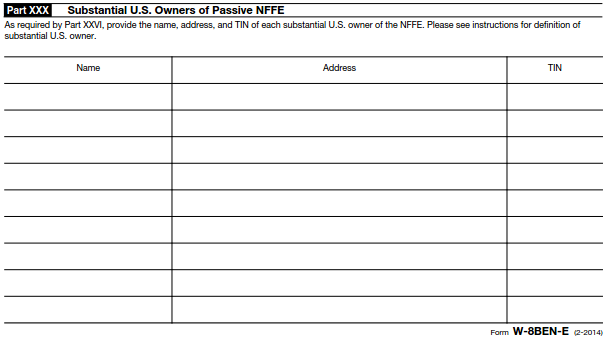 Part XXX Substantial U.S. Owners of Passive NFFE
As required by Part XXVI, provide the name, address, and TIN of each substantial U.S. owner of the NFFE. Please see instructions for definition of
substantial U.S. owner.
Name Address TIN
Form W-8BEN-E (2-2014)